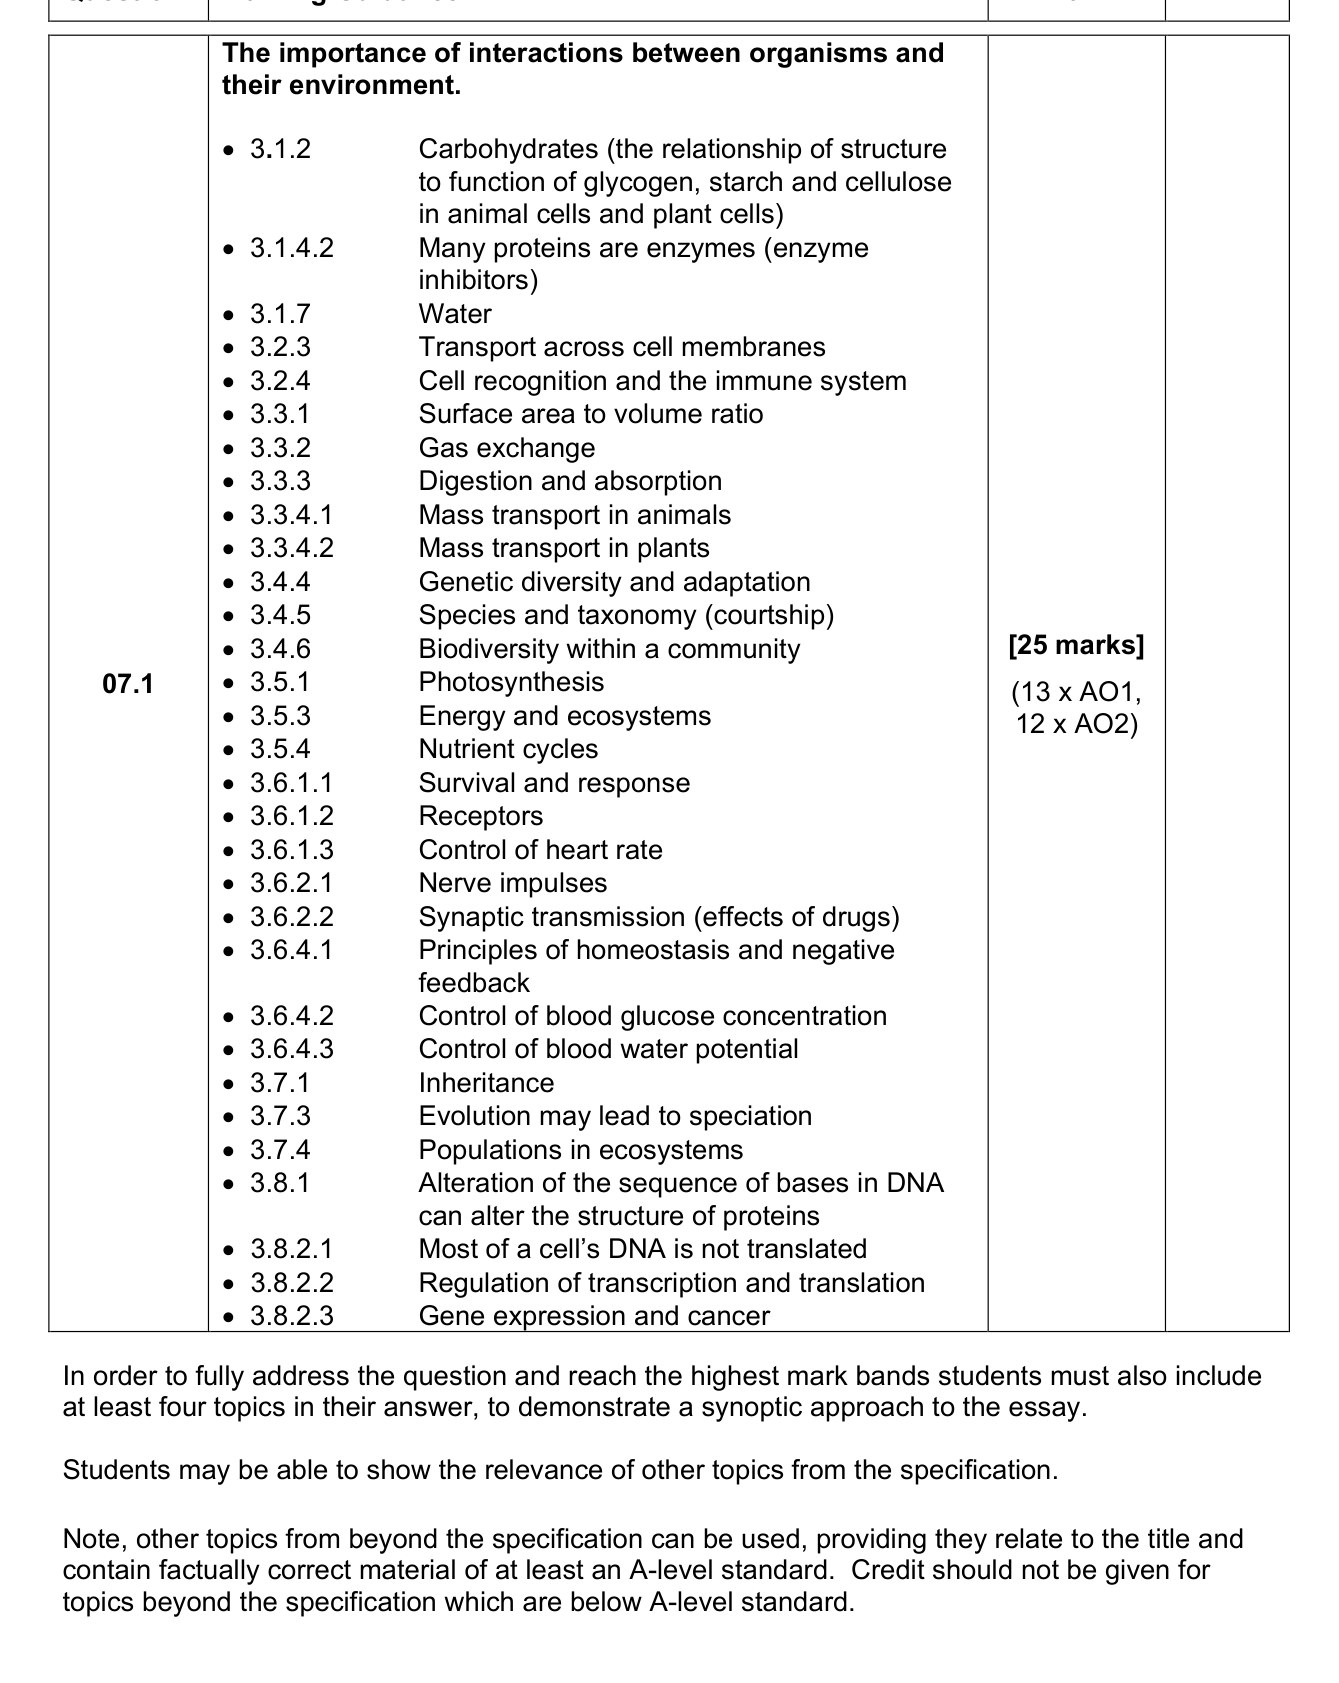 The importance of interactions between organisms and
their environment.
• 3.1.2 Carbohydrates (the relationship of structure
to function of glycogen, starch and cellulose
in animal cells and plant cells)
• 3.1.4.2 Many proteins are enzymes (enzyme
inhibitors)
• 3.1.7 Water
• 3.2.3 Transport across cell membranes
• 3.2.4 Cell recognition and the immune system
• 3.3.1 Surface area to volume ratio
• 3.3.2 Gas exchange
• 3.3.3 Digestion and absorption
• 3.3.4.1 Mass transport in animals
• 3.3.4.2 Mass transport in plants
• 3.4.4 Genetic diversity and adaptation
• 3.4.5 Species and taxonomy (courtship)
• 3.4.6 Biodiversity within a community
07.1
• 3.5.1 Photosynthesis
• 3.5.3 Energy and ecosystems
• 3.5.4 Nutrient cycles
• 3.6.1.1 Survival and response
• 3.6.1.2 Receptors
• 3.6.1.3 Control of heart rate
• 3.6.2.1 Nerve impulses
• 3.6.2.2 Synaptic transmission (effects of drugs)
• 3.6.4.1 Principles of homeostasis and negative
feedback
• 3.6.4.2 Control of blood glucose concentration
• 3.6.4.3 Control of blood water potential
• 3.7.1 Inheritance
• 3.7.3 Evolution may lead to speciation
• 3.7.4 Populations in ecosystems
• 3.8.1 Alteration of the sequence of bases in DNA
can alter the structure of proteins
• 3.8.2.1 Most of a cell’s DNA is not translated
• 3.8.2.2 Regulation of transcription and translation
• 3.8.2.3 Gene expression and cancer
[25 marks]
(13 x AO1,
12 x AO2)
In order to fully address the question and reach the highest mark bands students must also include
at least four topics in their answer, to demonstrate a synoptic approach to the essay.
Students may be able to show the relevance of other topics from the specification.
Note, other topics from beyond the specification can be used, providing they relate to the title and
contain factually correct material of at least an A-level standard.  Credit should not be given for
topics beyond the specification which are below A-level standard.